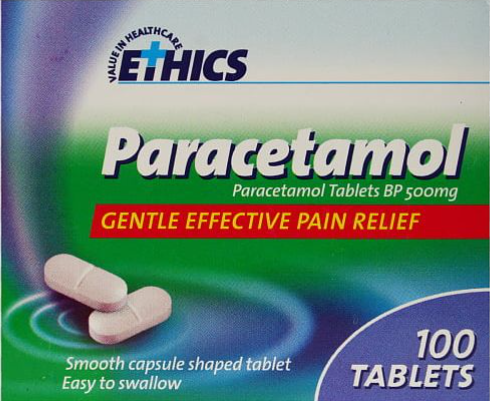 VALUE IN HEALTHCARE
ETHICS
Paracetamol
Paracetamol Tablets BP 500mg
GENTLE EFFECTIVE PAIN RELIEF
Smooth capsule shaped tablet
Easy to swallow
100
TABLETS